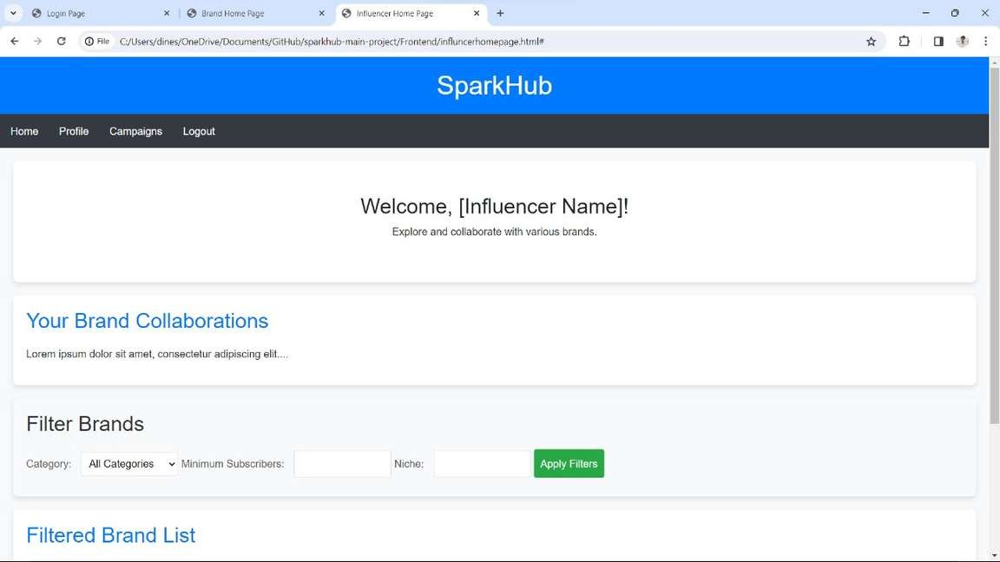 Login Page
Brand Home Page
Influencer Home Page
File
C:/Users/dines/OneDrive/Documents/GitHub/sparkhub-main-project/Frontend/influncerhomepage.html#
SparkHub
Home
Profile
Campaigns
Logout
Welcome, [Influencer Name]!
Explore and collaborate with various brands.
Your Brand Collaborations
Lorem ipsum dolor sit amet, consectetur adipiscing elit....
Filter Brands
Category: All Categories Minimum Subscribers: Niche: Apply Filters
Filtered Brand List